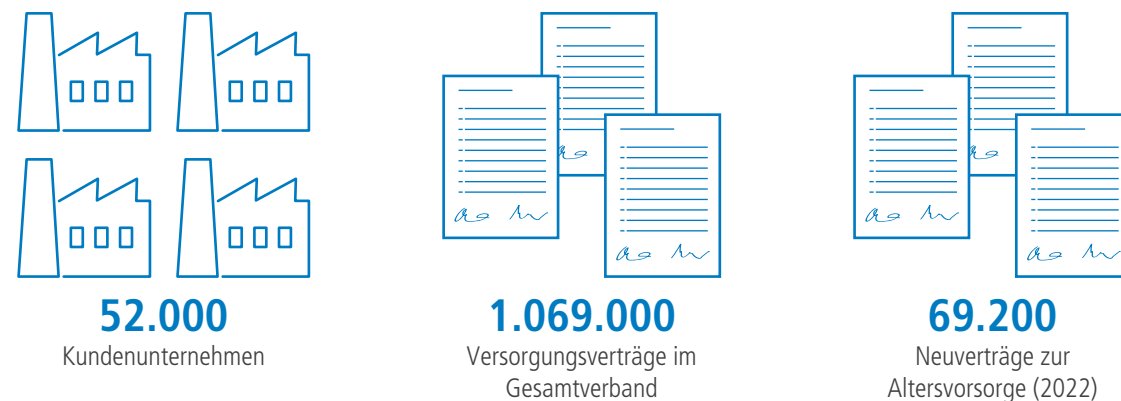 52.000
Kundenunternehmen
1.069.000
Versorgungsverträge im
Gesamtverband
69.200
Neuverträge zur
Altersvorsorge (2022)